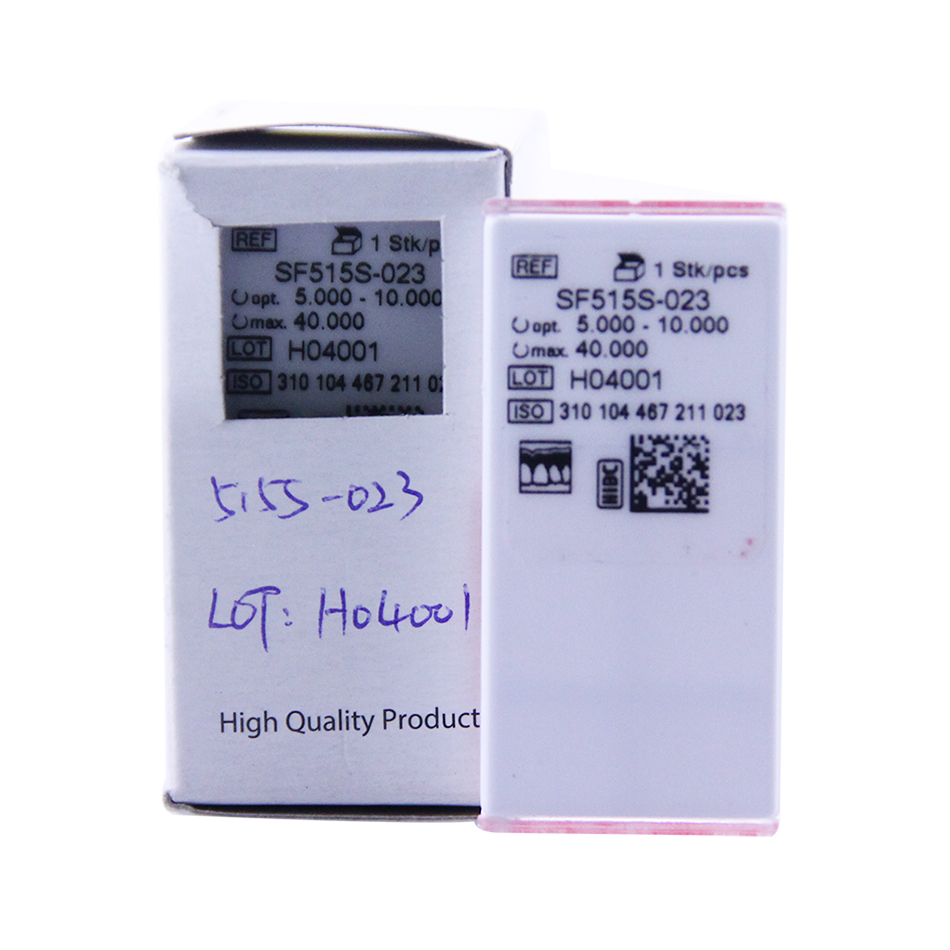 REF 1 Stk/p
SF515S-023
opt. 5.000 - 10.000
max. 40.000
LOT H04001
ISO 310 104 467 211 02
515S-023
LOT: H04001
High Quality Product
REF 1 Stk/pcs
SF515S-023
opt. 5.000 - 10.000
max. 40.000
LOT H04001
ISO 310 104 467 211 023
HIBC